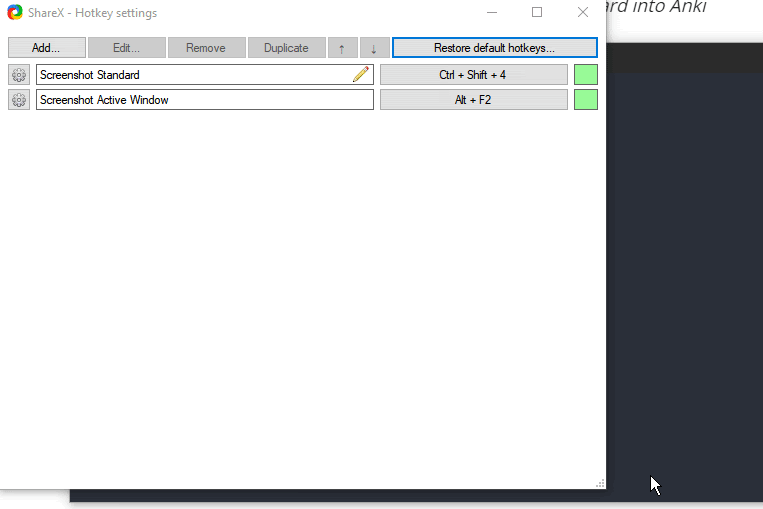 ShareX - Hotkey settings
ard into Anki
Add... Edit... Remove Duplicate ↑ ↓ Restore default hotkeys...
Screenshot Standard Ctrl + Shift + 4
Screenshot Active Window Alt + F2